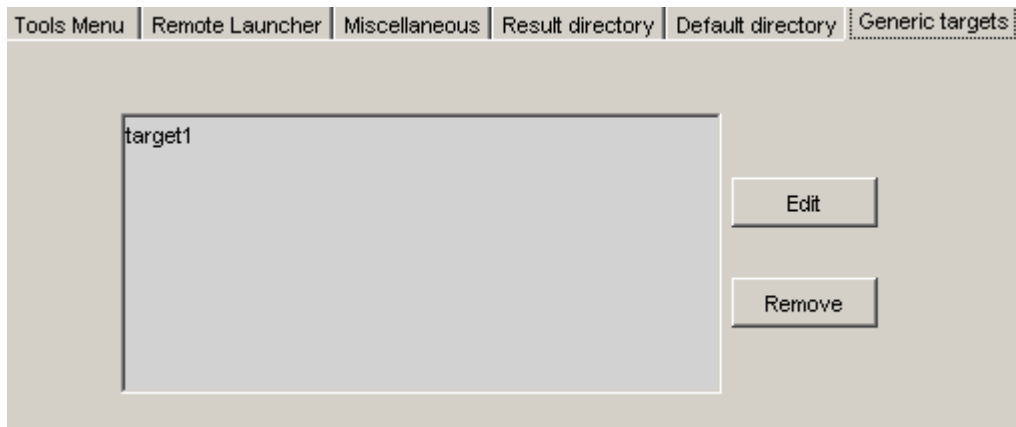 Tools Menu Remote Launcher Miscellaneous Result directory Default directory Generic targets
target1
Edit
Remove